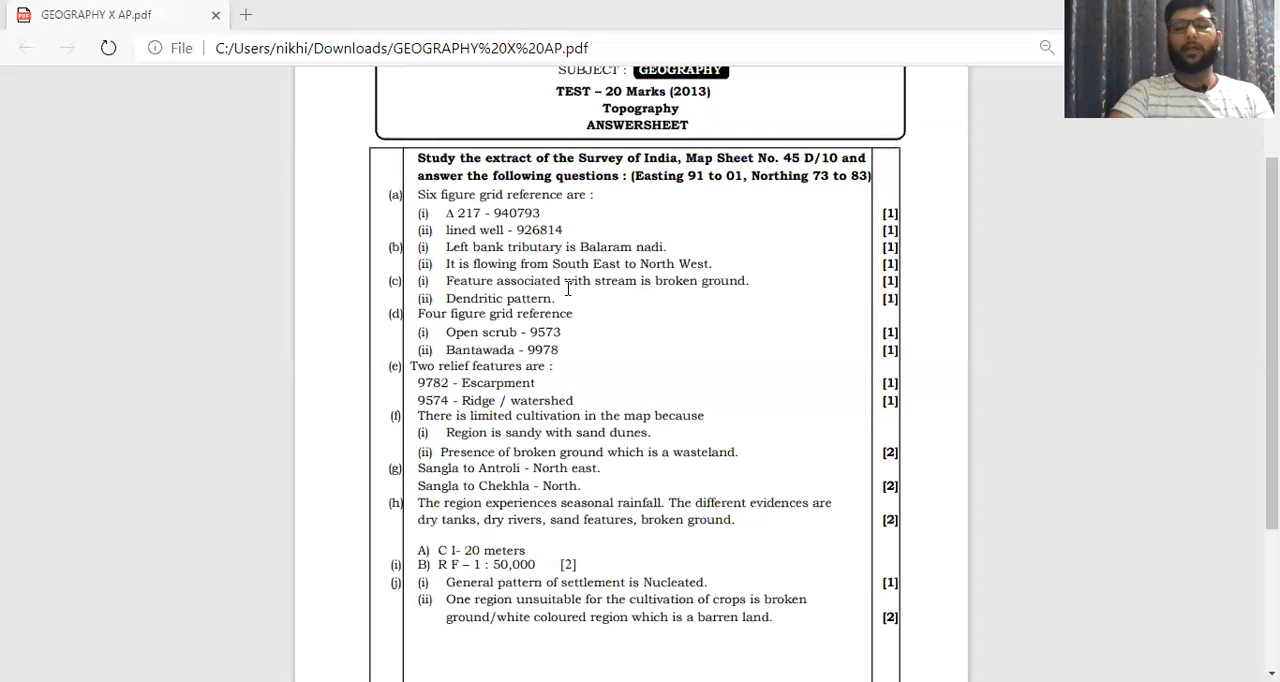 GEOGRAPHY X AP.pdf
File C:/Users/nikhi/Downloads/GEOGRAPHY%20X%20AP.pdf
SUBJECT : GEOGRAPHY
TEST – 20 Marks (2013)
Topography
ANSWERSHEET
Study the extract of the Survey of India, Map Sheet No. 45 D/10 and
answer the following questions : (Easting 91 to 01, Northing 73 to 83)
(a) Six figure grid reference are :
(i) Δ 217 - 940793 [1]
(ii) lined well - 926814 [1]
(b) (i) Left bank tributary is Balaram nadi. [1]
(ii) It is flowing from South East to North West. [1]
(c) (i) Feature associated with stream is broken ground. [1]
(ii) Dendritic pattern. [1]
(d) Four figure grid reference
(i) Open scrub - 9573 [1]
(ii) Bantawada - 9978 [1]
(e) Two relief features are :
9782 - Escarpment [1]
9574 - Ridge / watershed [1]
(f) There is limited cultivation in the map because
(i) Region is sandy with sand dunes.
(ii) Presence of broken ground which is a wasteland. [2]
(g) Sangla to Antroli - North east.
Sangla to Chekhla - North. [2]
(h) The region experiences seasonal rainfall. The different evidences are
dry tanks, dry rivers, sand features, broken ground. [2]
A) C I- 20 meters
(i) B) R F – 1 : 50,000 [2]
(j) (i) General pattern of settlement is Nucleated. [1]
(ii) One region unsuitable for the cultivation of crops is broken
ground/white coloured region which is a barren land. [2]